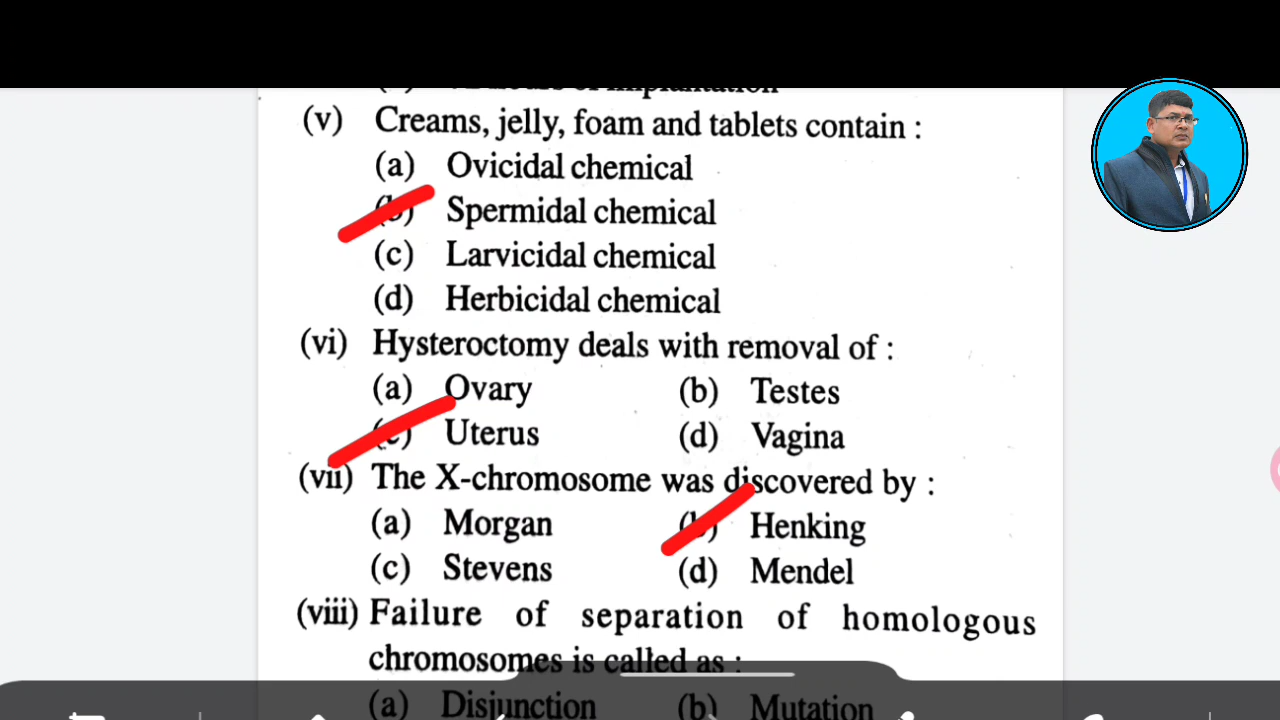 of implantation
(v) Creams, jelly, foam and tablets contain :
(a) Ovicidal chemical
(b) Spermidal chemical
(c) Larvicidal chemical
(d) Herbicidal chemical
(vi) Hysteroctomy deals with removal of :
(a) Ovary (b) Testes
(c) Uterus (d) Vagina
(vii) The X-chromosome was discovered by :
(a) Morgan (b) Henking
(c) Stevens (d) Mendel
(viii) Failure of separation of homologous
chromosomes is called as :
(a) Disjunction (b) Mutation